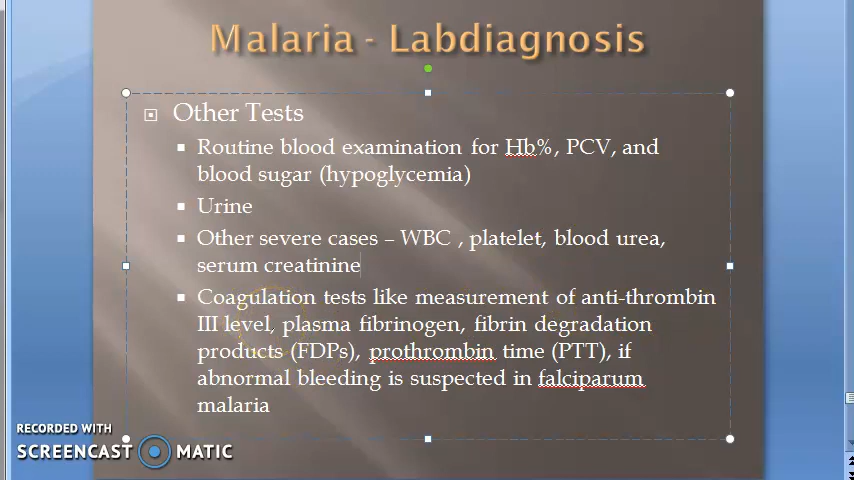 Malaria - Labdiagnosis
Other Tests
Routine blood examination for Hb%, PCV, and
blood sugar (hypoglycemia)
Urine
Other severe cases – WBC , platelet, blood urea,
serum creatinine
Coagulation tests like measurement of anti-thrombin
III level, plasma fibrinogen, fibrin degradation
products (FDPs), prothrombin time (PTT), if
abnormal bleeding is suspected in falciparum
malaria
RECORDED WITH
SCREENCAST MATIC